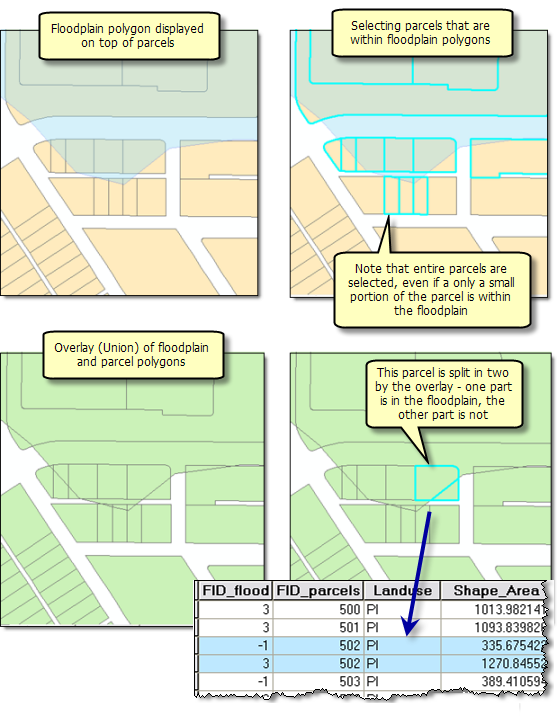 Floodplain polygon displayed
on top of parcels
Selecting parcels that are
within floodplain polygons
Note that entire parcels are
selected, even if a only a small
portion of the parcel is within
the floodplain
Overlay (Union) of floodplain
and parcel polygons
This parcel is split in two
by the overlay - one part
is in the floodplain, the
other part is not
FID_flood FID_parcels Landuse Shape_Area
3 500 PI 1013.982141
3 501 PI 1093.839828
-1 502 PI 335.675422
3 502 PI 1270.84552
-1 503 PI 389.410594